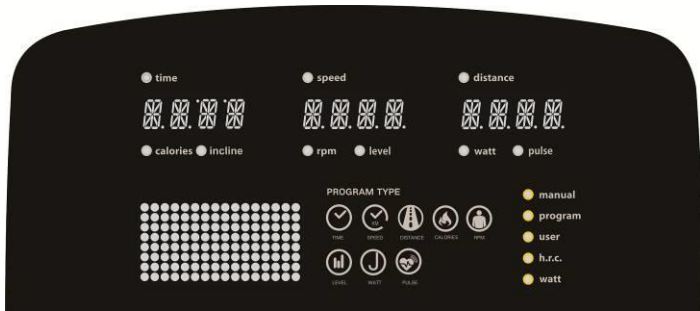 time speed distance
calories incline rpm level watt pulse
PROGRAM TYPE
manual
TIME SPEED DISTANCE CALORIES RPM
program
user
LEVEL WATT PULSE
h.r.c.
watt